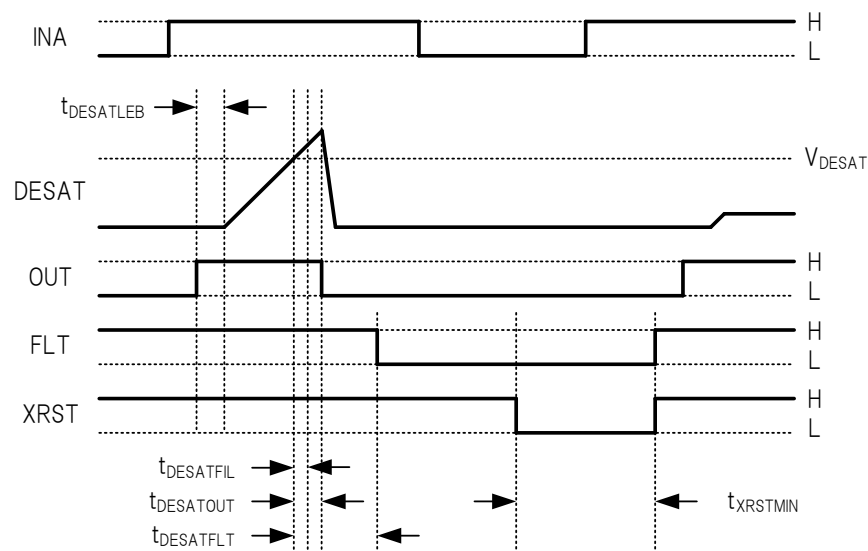 INA
H
L
tDESATLEB
DESAT
VDESAT
OUT
H
L
FLT
H
L
XRST
H
L
tDESATFIL
tDESATOUT
tXRSTMIN
tDESATFLT